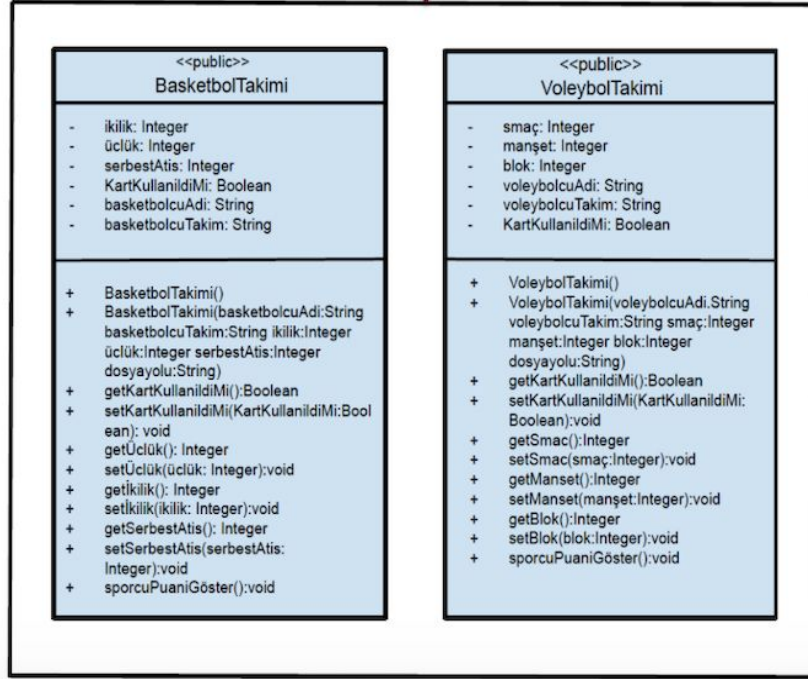 <<public>>
BasketbolTakimi
- ikilik: Integer
- üclük: Integer
- serbestAtis: Integer
- KartKullanildiMi: Boolean
- basketbolcuAdi: String
- basketbolcuTakim: String
+ BasketbolTakimi()
+ BasketbolTakimi(basketbolcuAdi:String
basketbolcuTakim:String ikilik:Integer
üclük:Integer serbestAtis:Integer
dosyayolu:String)
+ getKartKullanildiMi():Boolean
+ setKartKullanildiMi(KartKullanildiMi:Bool
ean): void
+ getÜclük(): Integer
+ setÜclük(üclük: Integer):void
+ getİkilik(): Integer
+ setİkilik(ikilik: Integer):void
+ getSerbestAtis(): Integer
+ setSerbestAtis(serbestAtis:
Integer):void
+ sporcuPuaniGöster():void
<<public>>
VoleybolTakimi
- smaç: Integer
- manşet: Integer
- blok: Integer
- voleybolcuAdi: String
- voleybolcuTakim: String
- KartKullanildiMi: Boolean
+ VoleybolTakimi()
+ VoleybolTakimi(voleybolcuAdi.String
voleybolcuTakim:String smaç:Integer
manşet:Integer blok:Integer
dosyayolu:String)
+ getKartKullanildiMi():Boolean
+ setKartKullanildiMi(KartKullanildiMi:
Boolean):void
+ getSmac():Integer
+ setSmac(smaç:Integer):void
+ getManset():Integer
+ setManset(manşet:Integer):void
+ getBlok():Integer
+ setBlok(blok:Integer):void
+ sporcuPuaniGöster():void